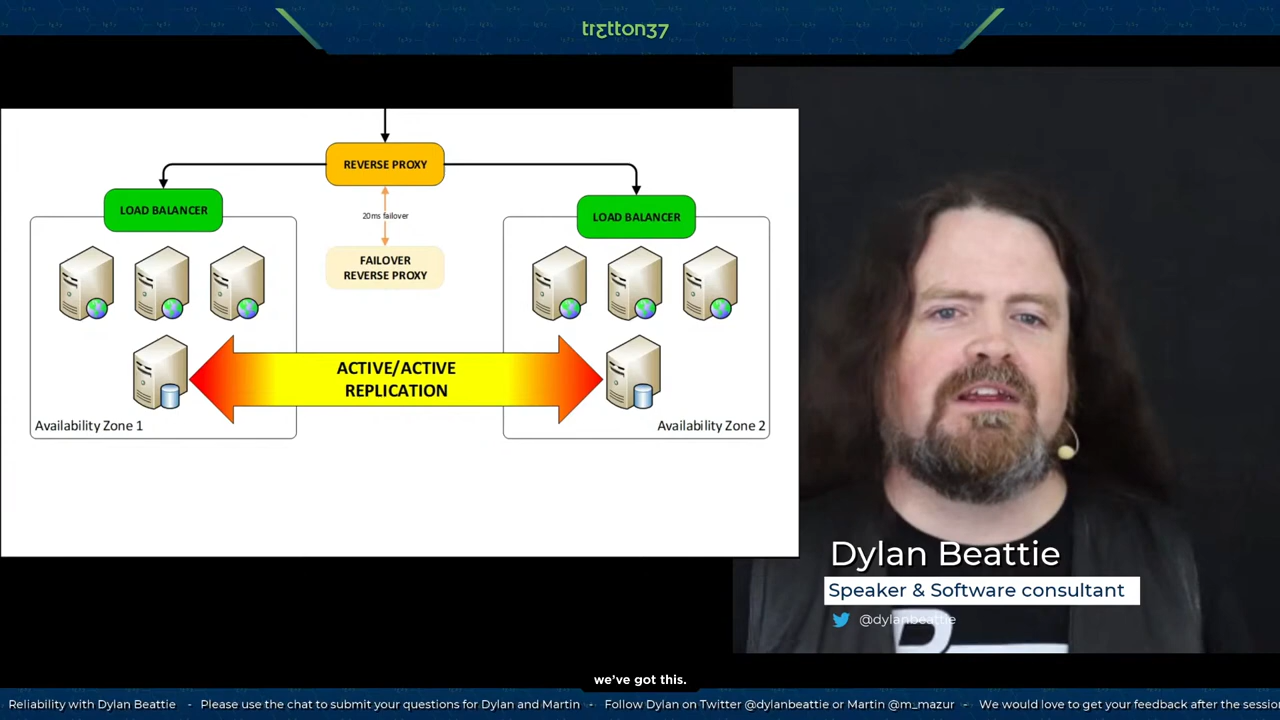 trɛtton37
REVERSE PROXY
LOAD BALANCER
20ms failover
LOAD BALANCER
FAILOVER
REVERSE PROXY
ACTIVE/ACTIVE
REPLICATION
Availability Zone 1
Availability Zone 2
Dylan Beattie
Speaker & Software consultant
@dylanbeattie
we've got this.
Reliability with Dylan Beattie - Please use the chat to submit your questions for Dylan and Martin - Follow Dylan on Twitter @dylanbeattie or Martin @m_mazur - We would love to get your feedback after the sessio